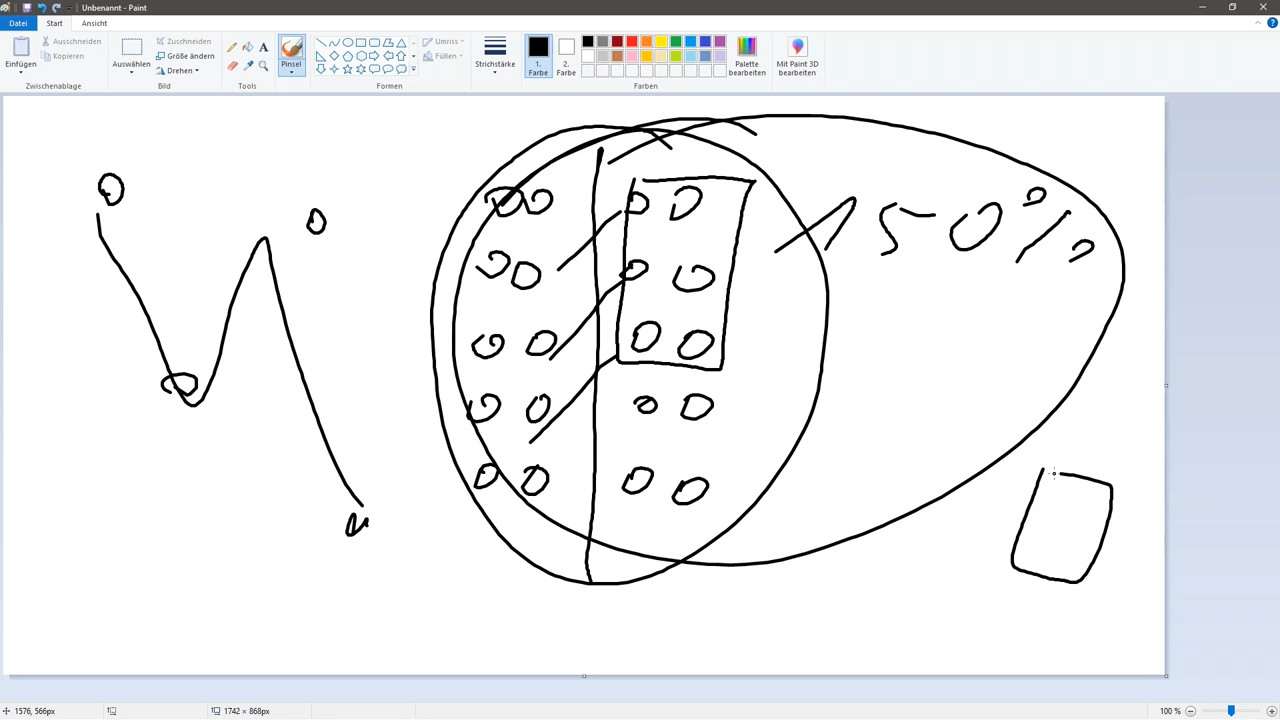 Unbenannt - Paint
Datei Start Ansicht
Einfügen
Ausschneiden
Kopieren
Zwischenablage
Auswählen
Zuschneiden
Größe ändern
Drehen
Bild
A
Tools
Pinsel
Umriss
Füllen
Formen
Strichstärke
1. Farbe
2. Farbe
Palette bearbeiten
Mit Paint 3D bearbeiten
Farben
150%
1576, 566px
1742 × 868px
100 %